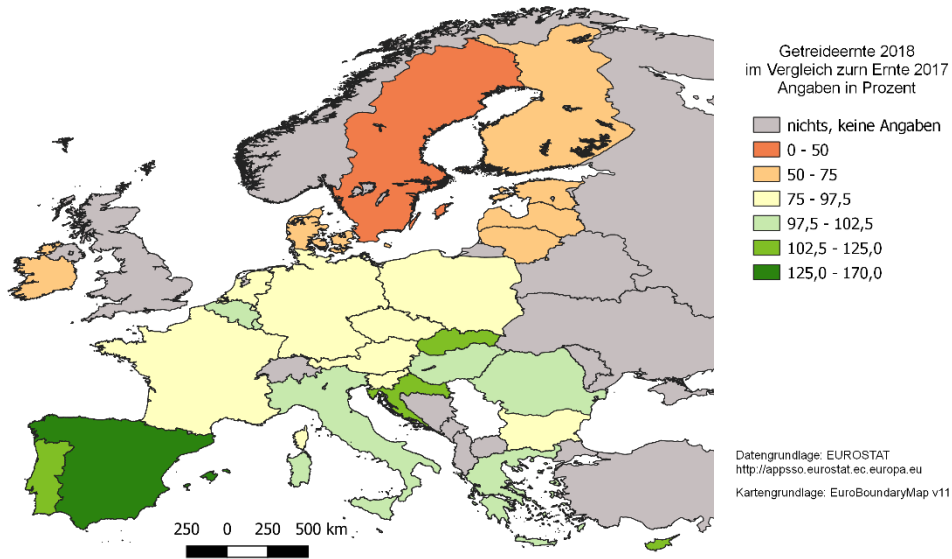 Getreideernte 2018
im Vergleich zurn Ernte 2017
Angaben in Prozent
nichts, keine Angaben
0 - 50
50 - 75
75 - 97,5
97,5 - 102,5
102,5 - 125,0
125,0 - 170,0
Datengrundlage: EUROSTAT
http://appsso.eurostat.ec.europa.eu
Kartengrundlage: EuroBoundaryMap v11
250 0 250 500 km